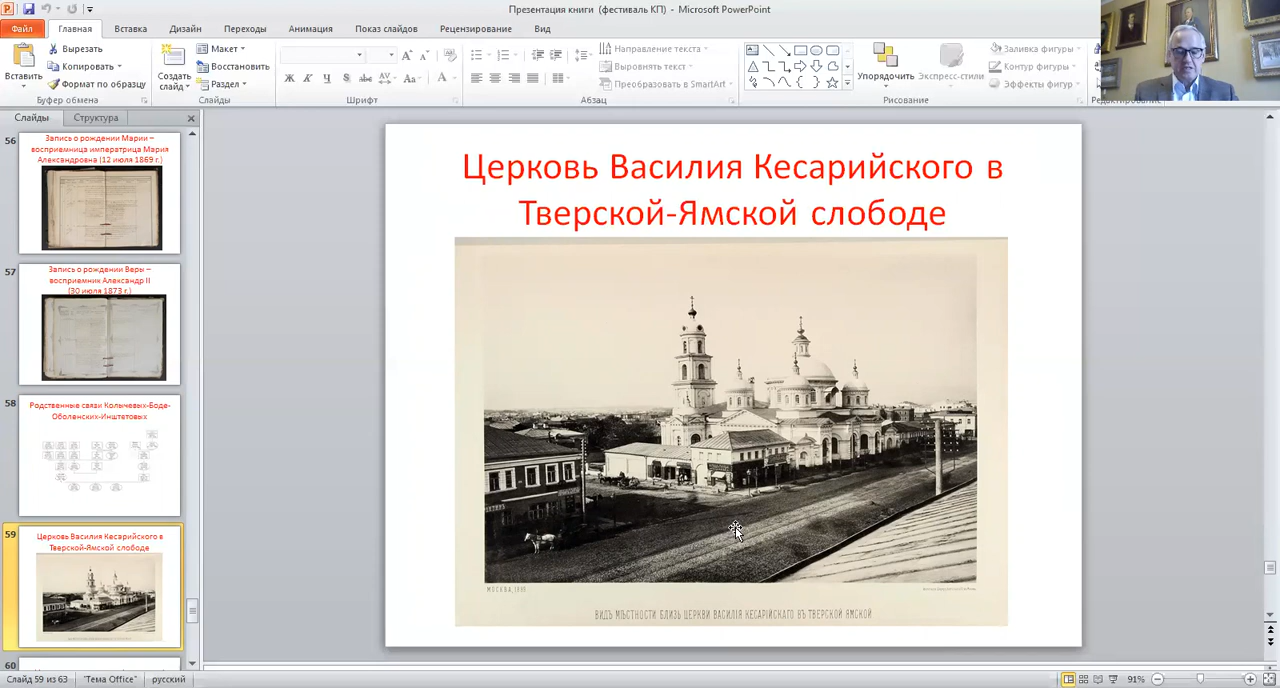 Презентация книги (фестиваль КП) - Microsoft PowerPoint
Файл
Главная
Вставка
Дизайн
Переходы
Анимация
Показ слайдов
Рецензирование
Вид
Вставить
Вырезать
Копировать
Формат по образцу
Буфер обмена
Создать слайд
Макет
Восстановить
Раздел
Слайды
Шрифт
Направление текста
Выровнять текст
Преобразовать в SmartArt
Абзац
Упорядочить
Экспресс-стили
Заливка фигуры
Контур фигуры
Эффекты фигур
Рисование
Слайды
Структура
56
Запись о рождении Марии –
восприемница императрица Мария
Александровна (12 июля 1869 г.)
57
Запись о рождении Веры –
восприемник Александр II
(30 июля 1873 г.)
58
Родственные связи Колычевых-Боде-
Оболенских-Инштетовых
59
Церковь Василия Кесарийского в
Тверской-Ямской слободе
60
Церковь Василия Кесарийского в
Тверской-Ямской слободе
МОСКВА,
ВИДЪ МѢСТНОСТИ БЛИЗЬ ЦЕРКВИ ВАСИЛІЯ КЕСАРІЙСКАГО ВЪ ТВЕРСКОЙ ЯМСКОЙ
Слайд 59 из 63
"Тема Office"
русский
91%